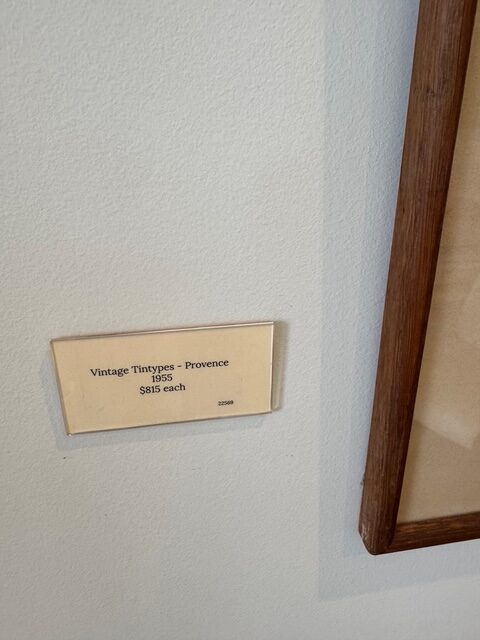 Vintage Tintypes - Provence
1955
$815 each
22569